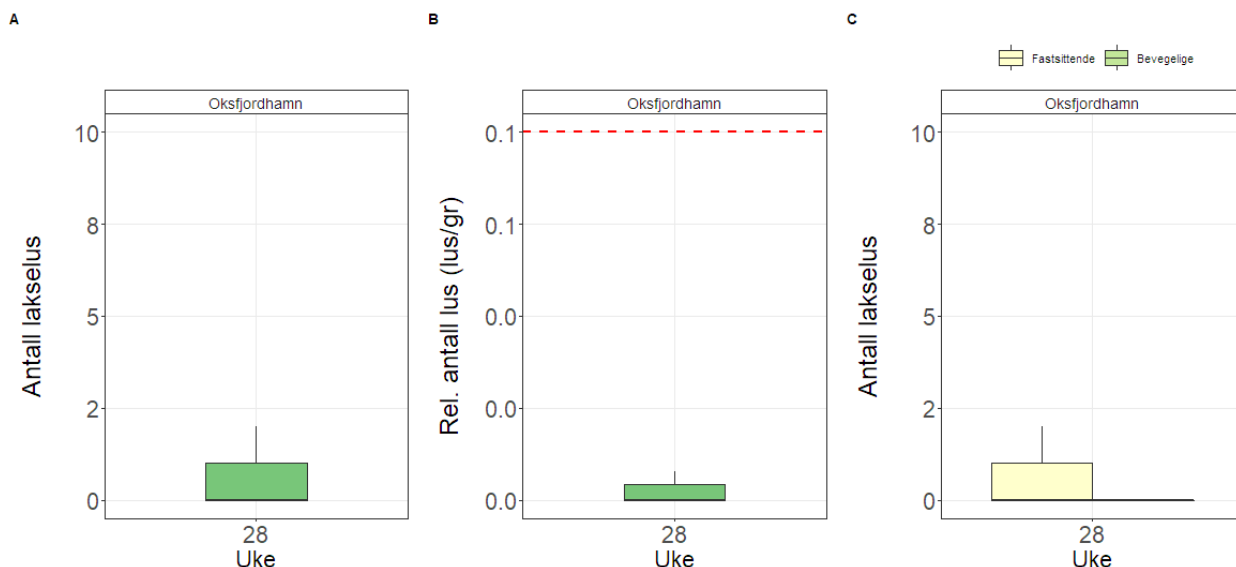 A
B
C
Fastsittende Bevegelige
Oksfjordhamn
Antall lakselus
10
8
5
2
0
28
Uke
Oksfjordhamn
Rel. antall lus (lus/gr)
0.1
0.1
0.0
0.0
0.0
28
Uke
Oksfjordhamn
Antall lakselus
10
8
5
2
0
28
Uke